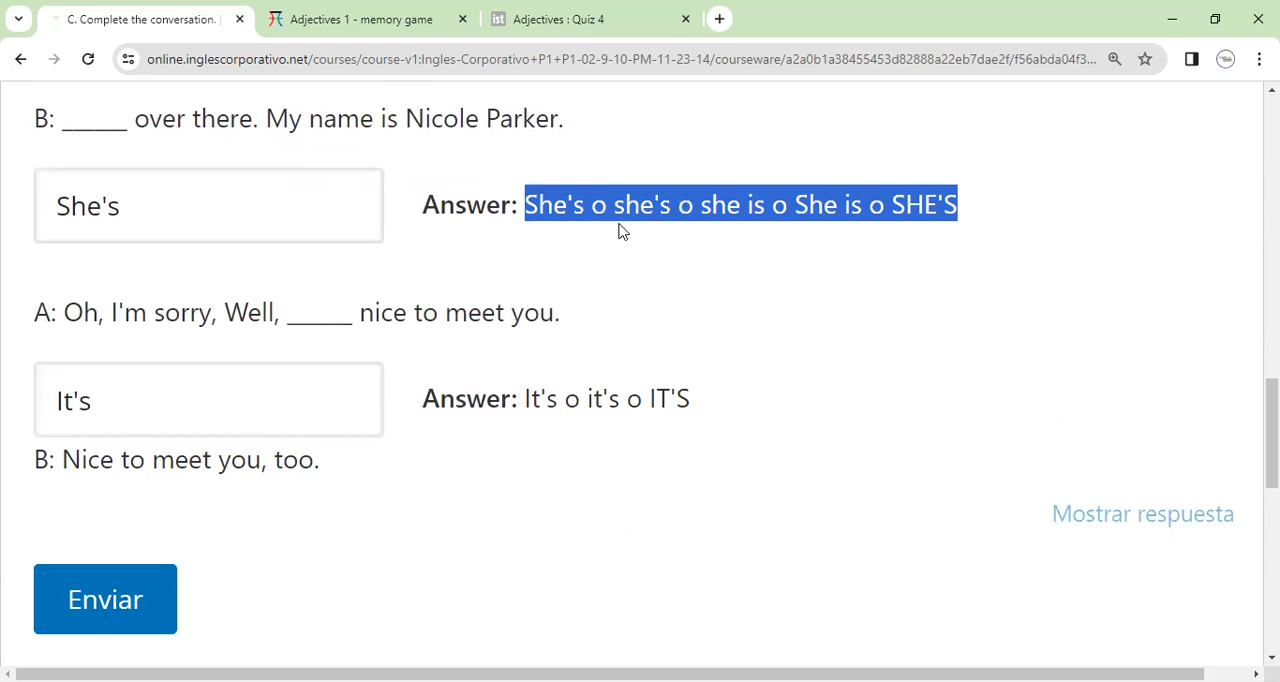 C. Complete the conversation. |
Adjectives 1 - memory game
ist Adjectives : Quiz 4
online.inglescorporativo.net/courses/course-v1:Ingles-Corporativo+P1+P1-02-9-10-PM-11-23-14/courseware/a2a0b1a38455453d82888a22eb7dae2f/f56abda04f3...
B: ______ over there. My name is Nicole Parker.
She's
Answer: She's o she's o she is o She is o SHE'S
A: Oh, I'm sorry, Well, ______ nice to meet you.
It's
Answer: It's o it's o IT'S
B: Nice to meet you, too.
Mostrar respuesta
Enviar